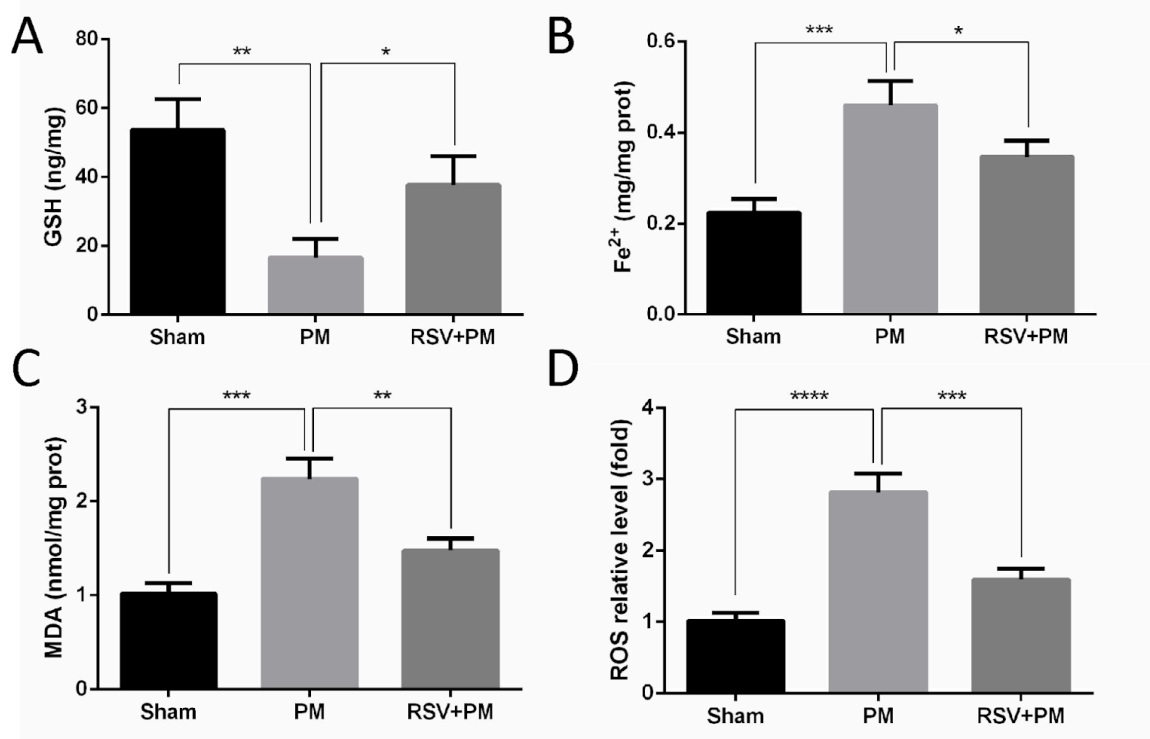 A
GSH (ng/mg)
80
60
40
20
0
**
*
Sham PM RSV+PM
B
Fe²⁺ (mg/mg prot)
0.6
0.4
0.2
0.0
***
*
Sham PM RSV+PM
C
MDA (nmol/mg prot)
3
2
1
0
***
**
Sham PM RSV+PM
D
ROS relative level (fold)
4
3
2
1
0
****
***
Sham PM RSV+PM